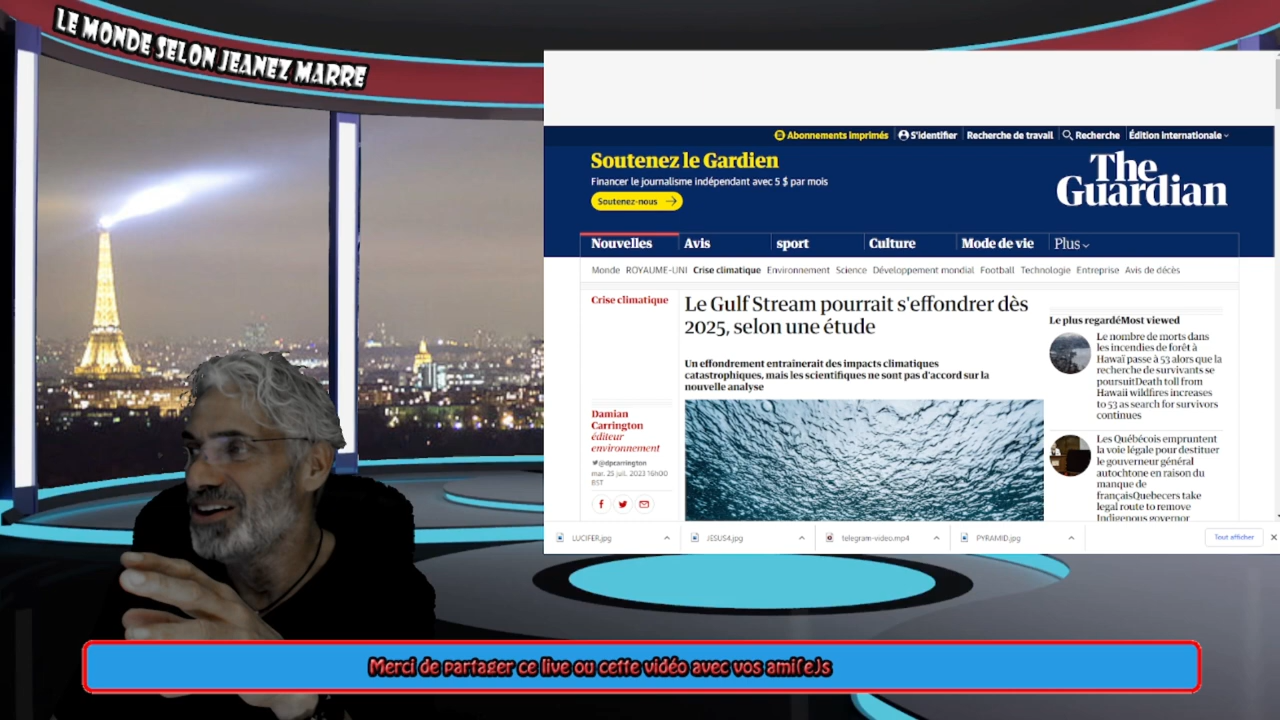 LE MONDE SELON JEANEZ MARRE
Abonnements imprimés
S'identifier
Recherche de travail
Recherche
Édition internationale
Soutenez le Gardien
Financer le journalisme indépendant avec 5 $ par mois
Soutenez-nous
The
Guardian
Nouvelles
Avis
sport
Culture
Mode de vie
Plus
Monde ROYAUME-UNI Crise climatique Environnement Science Développement mondial Football Technologie Entreprise Avis de décès
Crise climatique
Le Gulf Stream pourrait s'effondrer dès
2025, selon une étude
Un effondrement entraînerait des impacts climatiques
catastrophiques, mais les scientifiques ne sont pas d'accord sur la
nouvelle analyse
Damian
Carrington
éditeur
environnement
@dpcarrington
mar. 25 juil. 2023 16h00
BST
Le plus regardéMost viewed
Le nombre de morts dans
les incendies de forêt à
Hawaï passe à 53 alors que la
recherche de survivants se
poursuitDeath toll from
Hawaii wildfires increases
to 53 as search for survivors
continues
Les Québécois empruntent
la voie légale pour destituer
le gouverneur général
autochtone en raison du
manque de
françaisQuebecers take
legal route to remove
Indigenous governor
LUCIFER.jpg
JESUS4.jpg
telegram-video.mp4
PYRAMID.jpg
Tout afficher
Merci de partager ce live ou cette vidéo avec vos ami(e)s